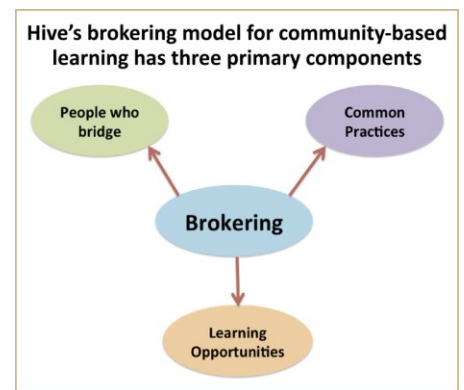 Hive's brokering model for community-based
learning has three primary components
People who
bridge
Common
Practices
Brokering
Learning
Opportunities